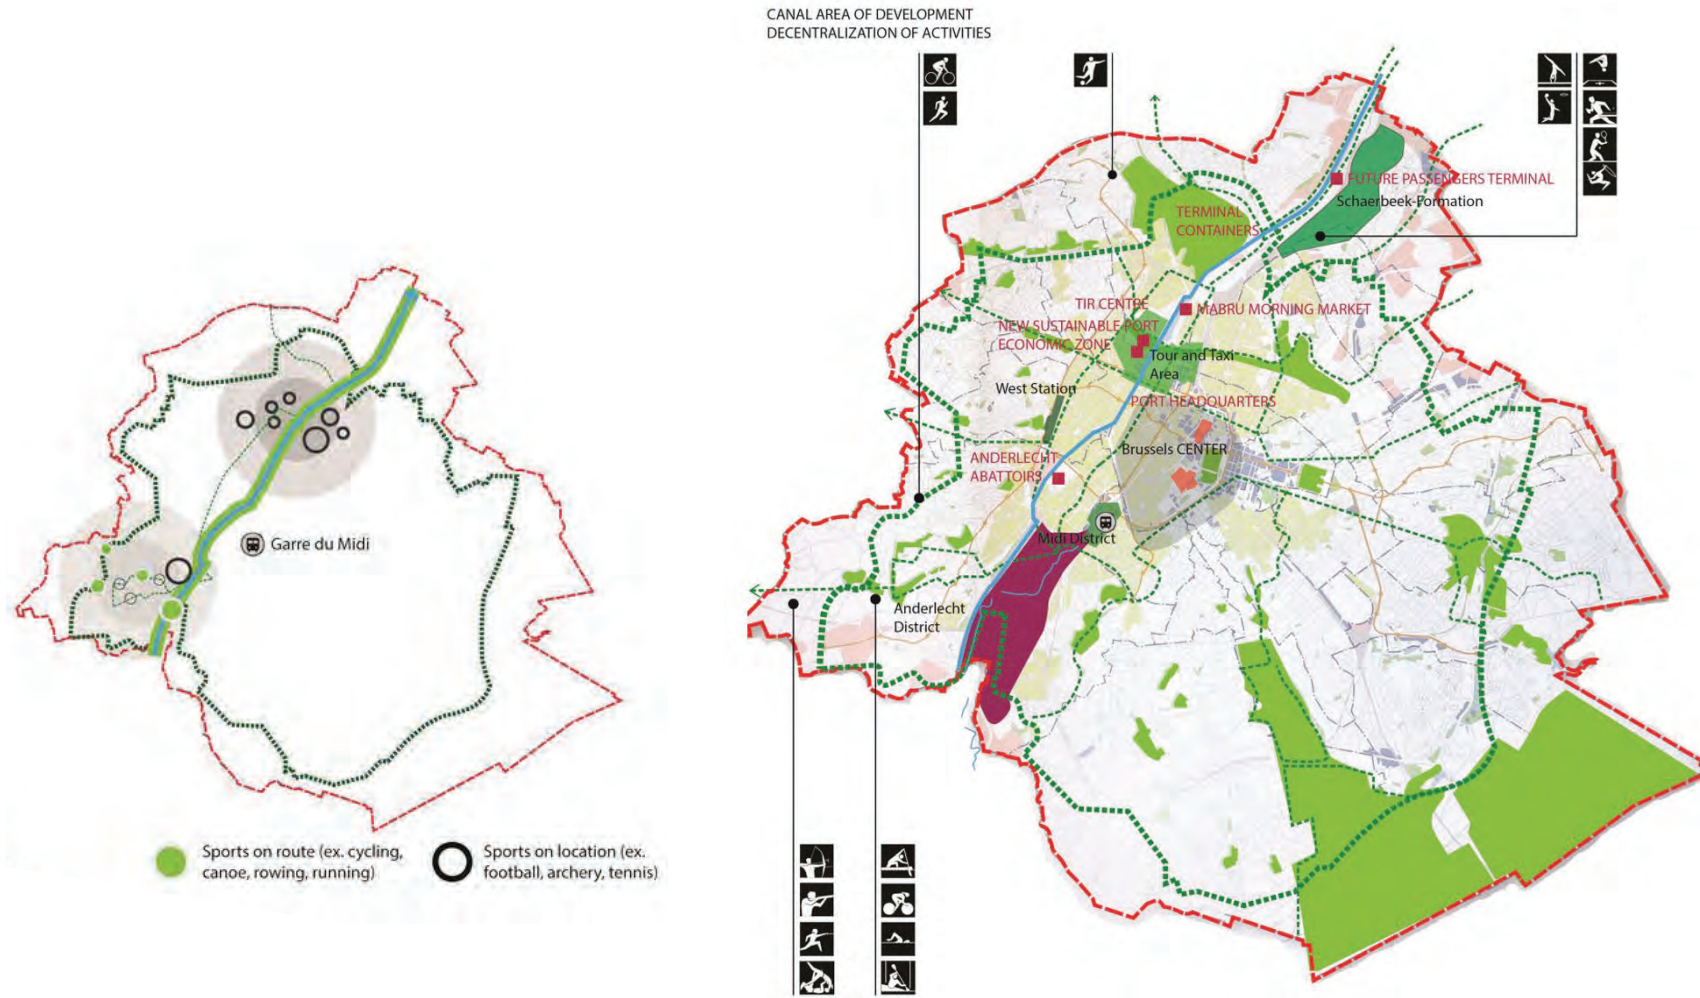 CANAL AREA OF DEVELOPMENT
DECENTRALIZATION OF ACTIVITIES
FUTURE PASSENGERS TERMINAL
Schaerbeek-Formation
TERMINAL
CONTAINERS
TIR CENTRE
MABRU MORNING MARKET
NEW SUSTAINABLE PORT
ECONOMIC ZONE
Tour and Taxi
Area
West Station
PORT HEADQUARTERS
Brussels CENTER
ANDERLECHT
ABATTOIRS
Midi District
Anderlecht
District
Garre du Midi
Sports on route (ex. cycling,
canoe, rowing, running)
Sports on location (ex.
football, archery, tennis)